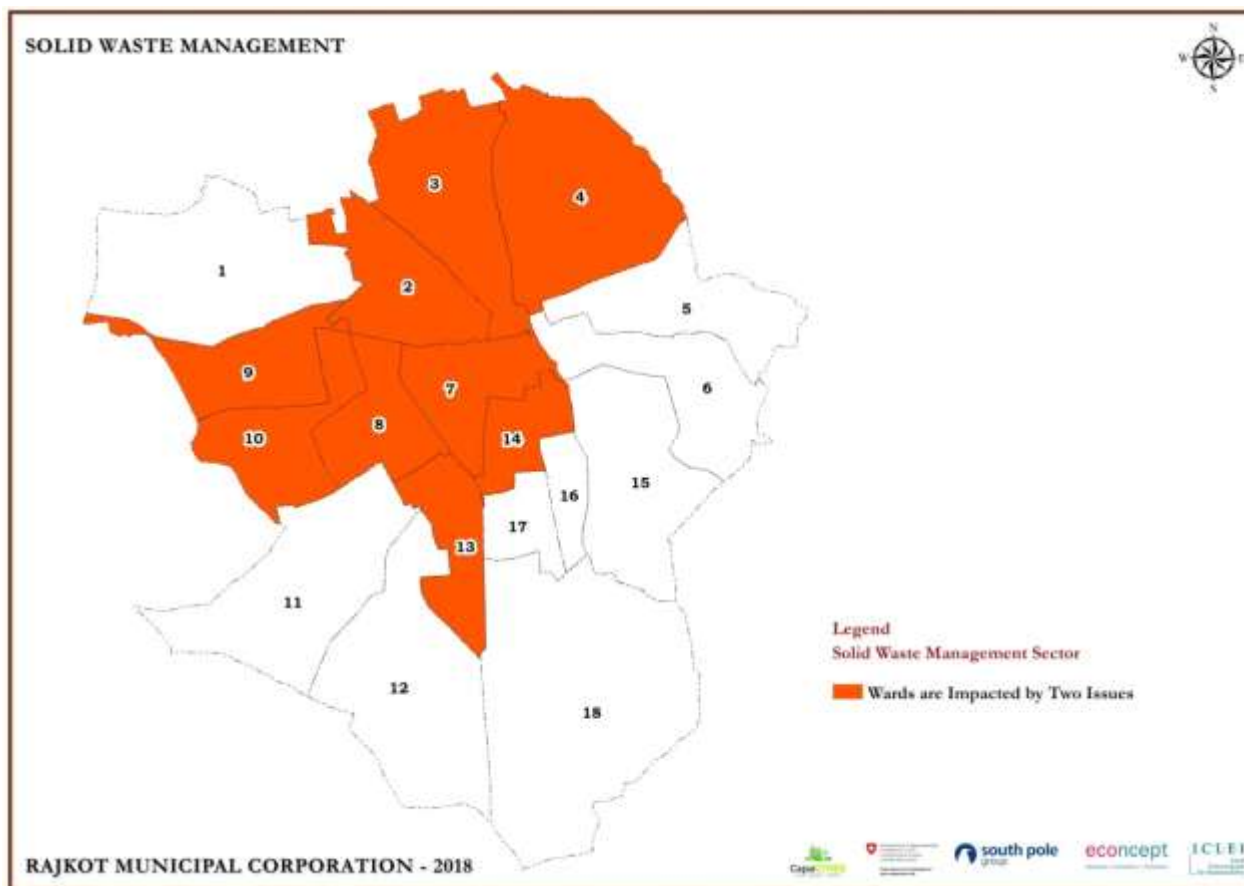 SOLID WASTE MANAGEMENT
N
W
E
S
3
4
1
2
5
9
7
6
8
10
14
15
16
17
13
11
12
18
Legend
Solid Waste Management Sector
Wards are Impacted by Two Issues
RAJKOT MUNICIPAL CORPORATION - 2018
south pole
group
econcept
ICLEI